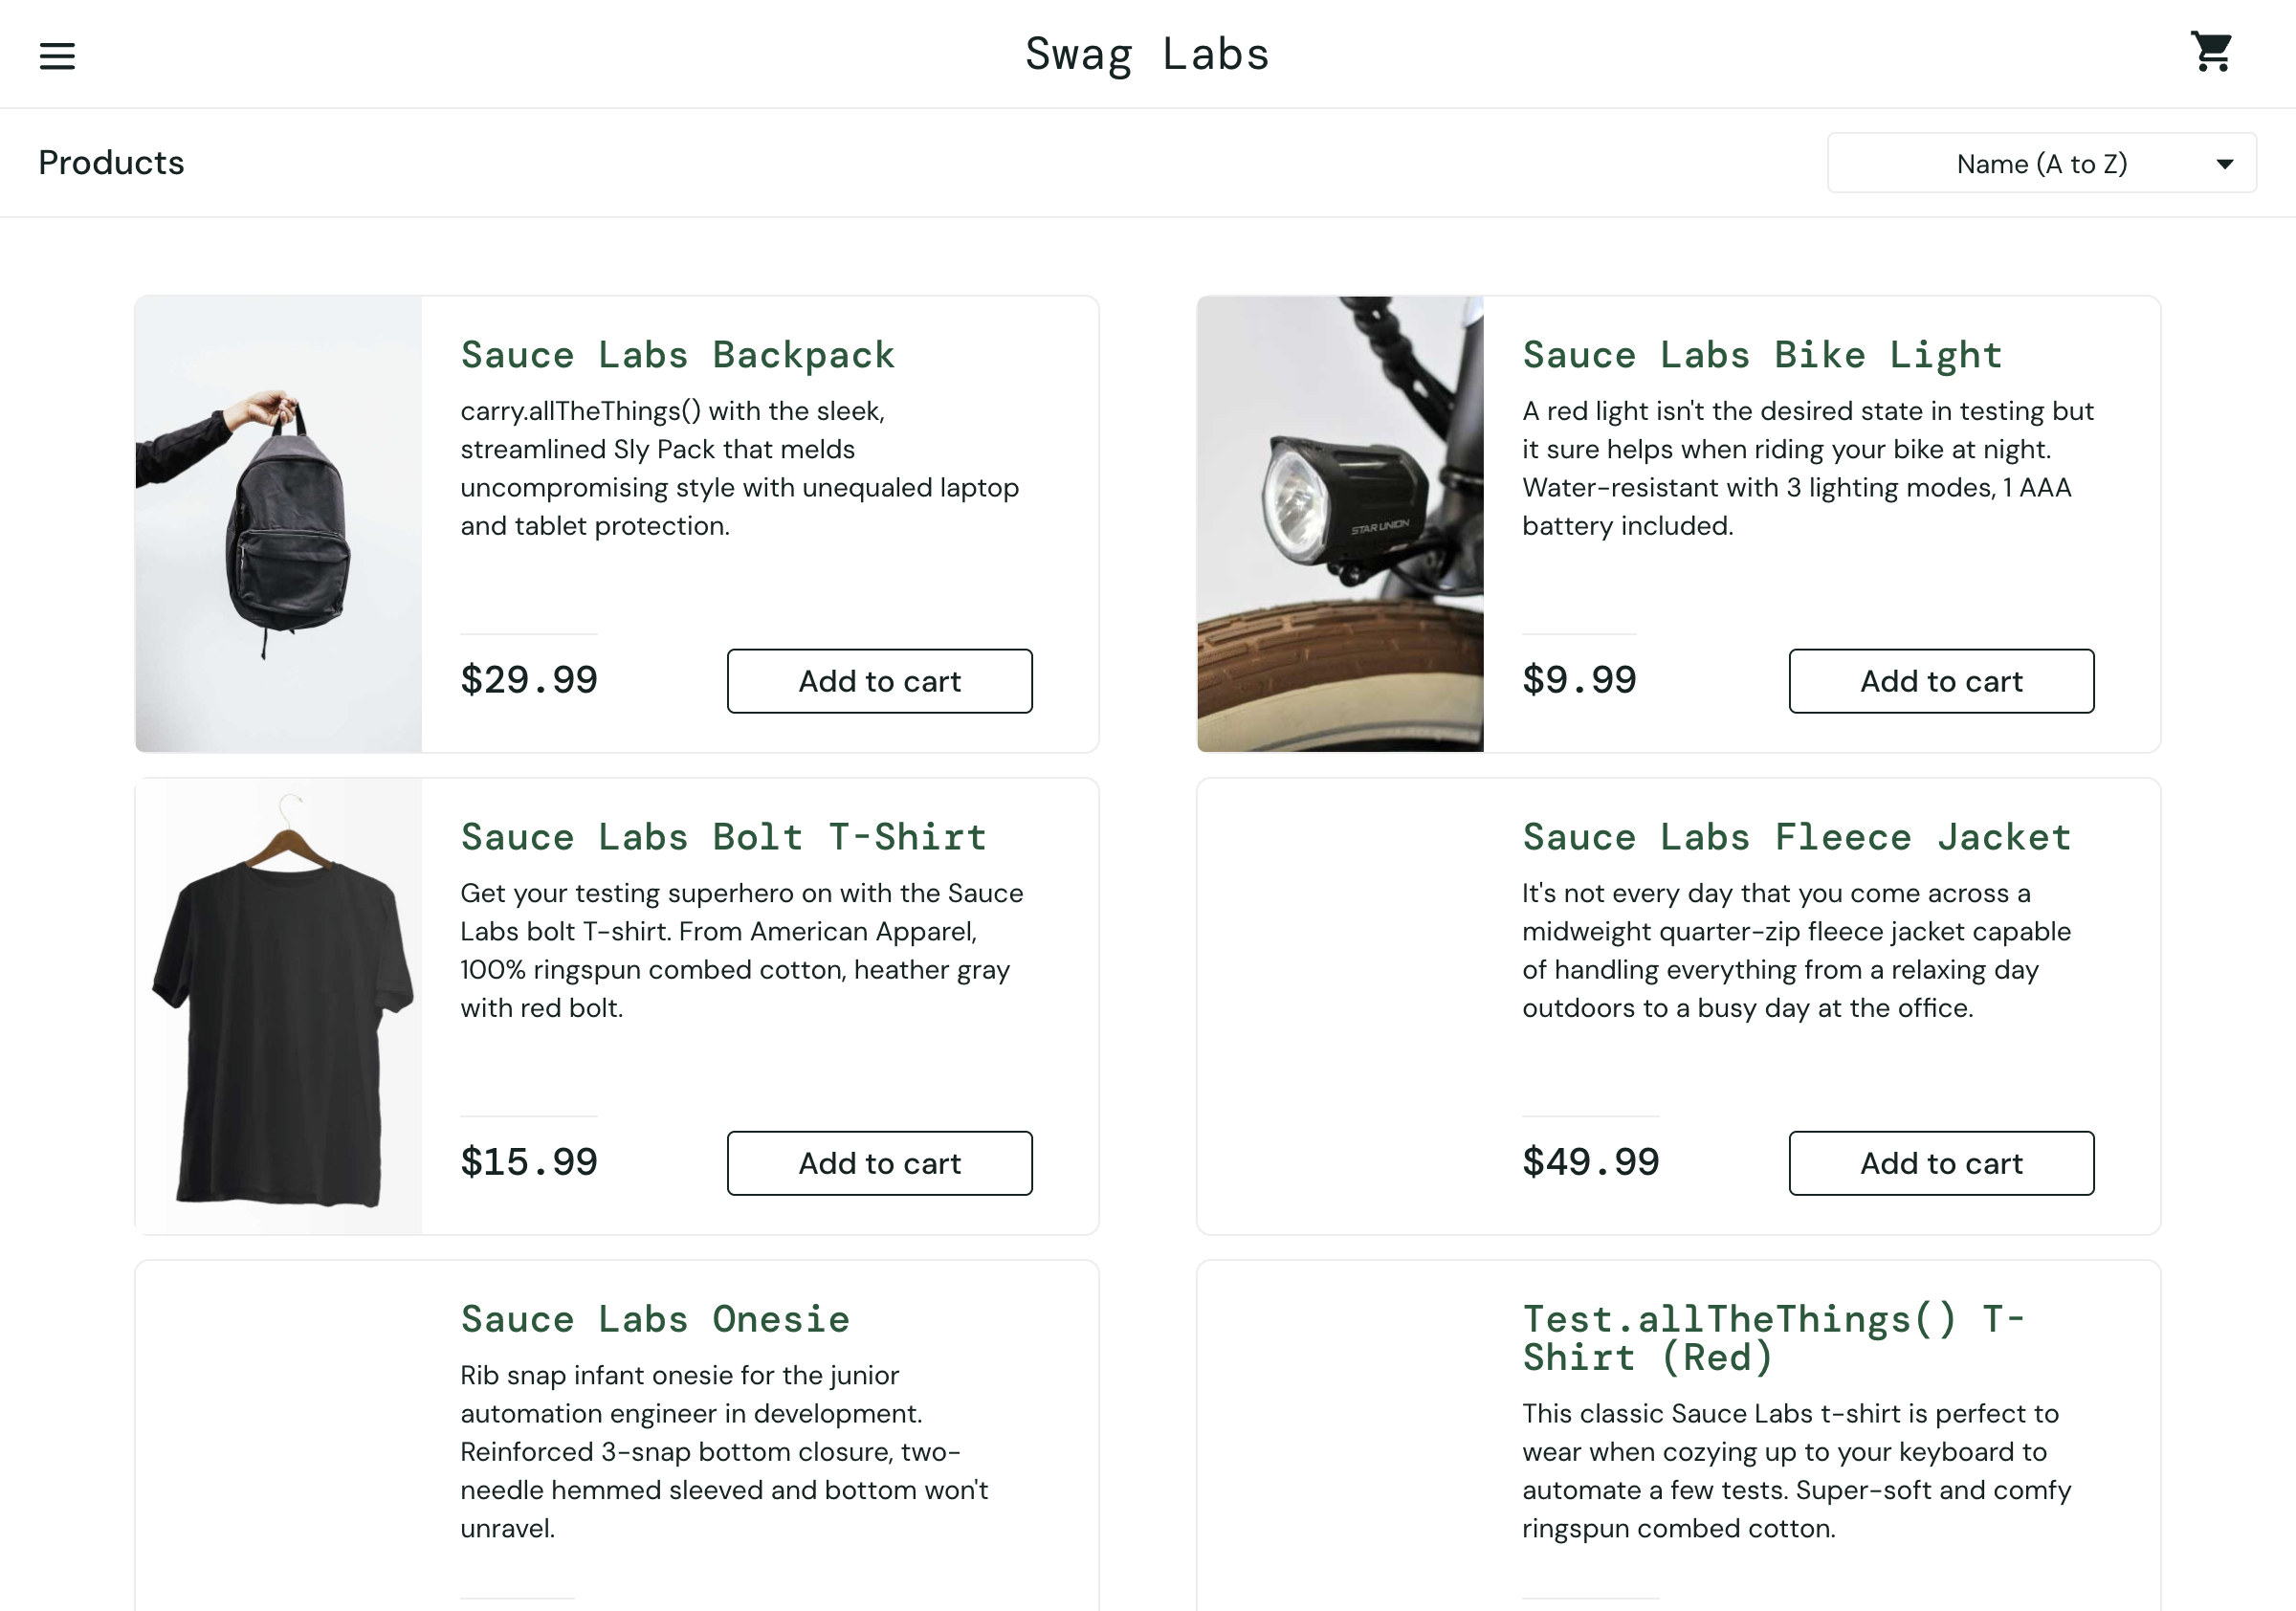 Swag Labs
Products
Name (A to Z)
Sauce Labs Backpack
carry.allTheThings() with the sleek,
streamlined Sly Pack that melds
uncompromising style with unequaled laptop
and tablet protection.
$29.99
Add to cart
STAR UNION
Sauce Labs Bike Light
A red light isn't the desired state in testing but
it sure helps when riding your bike at night.
Water-resistant with 3 lighting modes, 1 AAA
battery included.
$9.99
Add to cart
Sauce Labs Bolt T-Shirt
Get your testing superhero on with the Sauce
Labs bolt T-shirt. From American Apparel,
100% ringspun combed cotton, heather gray
with red bolt.
$15.99
Add to cart
Sauce Labs Fleece Jacket
It's not every day that you come across a
midweight quarter-zip fleece jacket capable
of handling everything from a relaxing day
outdoors to a busy day at the office.
$49.99
Add to cart
Sauce Labs Onesie
Rib snap infant onesie for the junior
automation engineer in development.
Reinforced 3-snap bottom closure, two-
needle hemmed sleeved and bottom won't
unravel.
Test.allTheThings() T-
Shirt (Red)
This classic Sauce Labs t-shirt is perfect to
wear when cozying up to your keyboard to
automate a few tests. Super-soft and comfy
ringspun combed cotton.